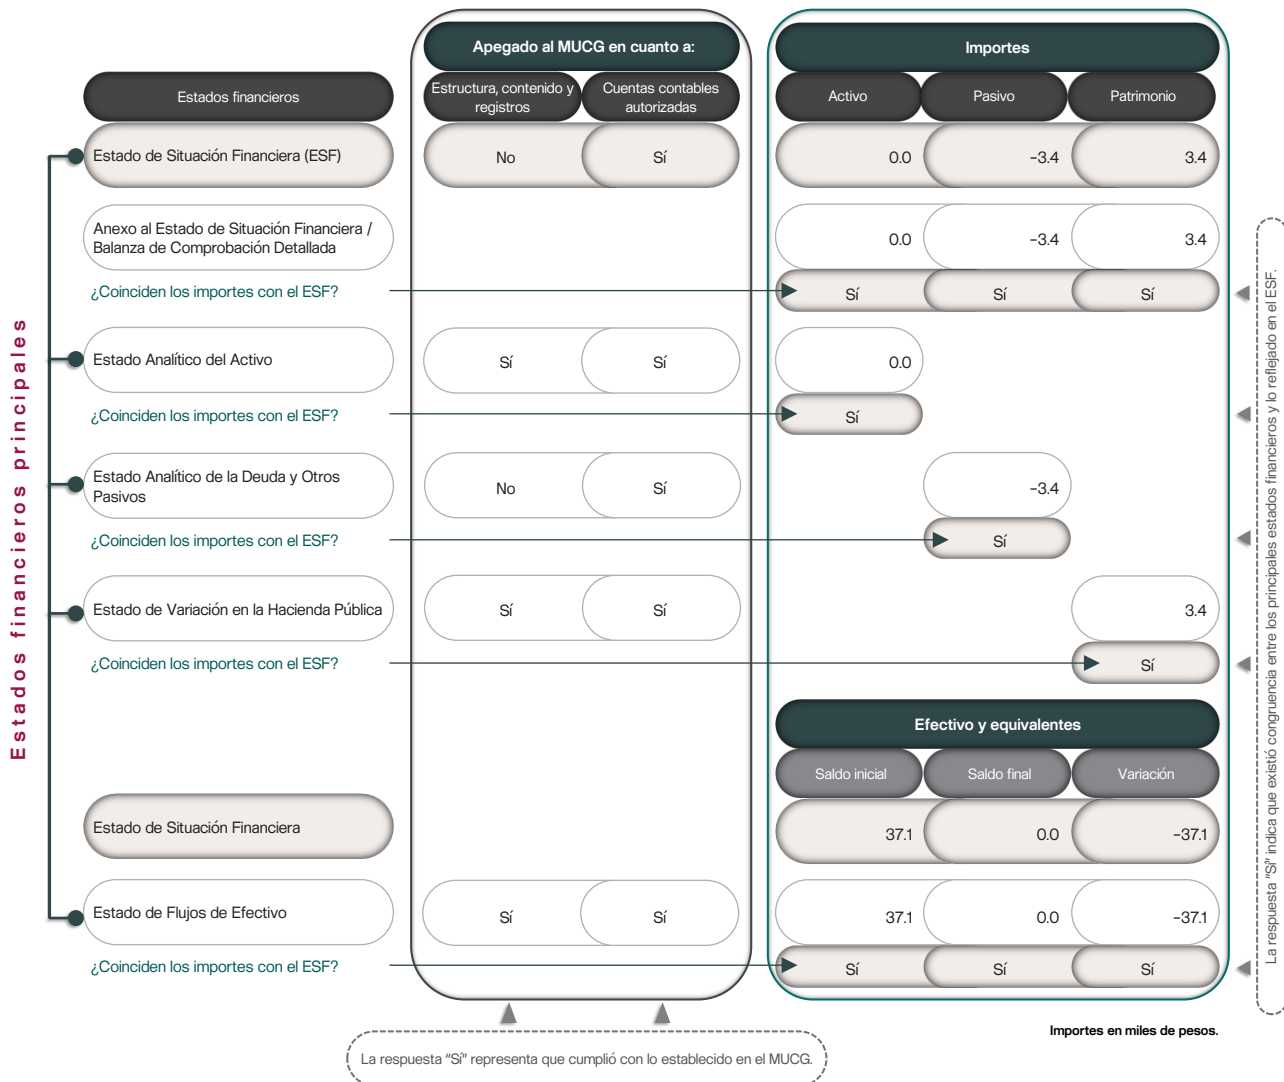 Apegado al MUCG en cuanto a:
Importes
Estados financieros
Estructura, contenido y
registros
Cuentas contables
autorizadas
Activo
Pasivo
Patrimonio
Estado de Situación Financiera (ESF)
No
Sí
0.0
-3.4
3.4
Anexo al Estado de Situación Financiera /
Balanza de Comprobación Detallada
0.0
-3.4
3.4
¿Coinciden los importes con el ESF?
Sí
Sí
Sí
Estado Analítico del Activo
Sí
Sí
0.0
¿Coinciden los importes con el ESF?
Sí
Estado Analítico de la Deuda y Otros
Pasivos
No
Sí
-3.4
¿Coinciden los importes con el ESF?
Sí
Estado de Variación en la Hacienda Pública
Sí
Sí
3.4
¿Coinciden los importes con el ESF?
Sí
Efectivo y equivalentes
Saldo inicial
Saldo final
Variación
Estado de Situación Financiera
37.1
0.0
-37.1
Estado de Flujos de Efectivo
Sí
Sí
37.1
0.0
-37.1
¿Coinciden los importes con el ESF?
Sí
Sí
Sí
Estados financieros principales
La respuesta "Sí" indica que existió congruencia entre los principales estados financieros y lo reflejado en el ESF.
Importes en miles de pesos.
La respuesta "Sí" representa que cumplió con lo establecido en el MUCG.